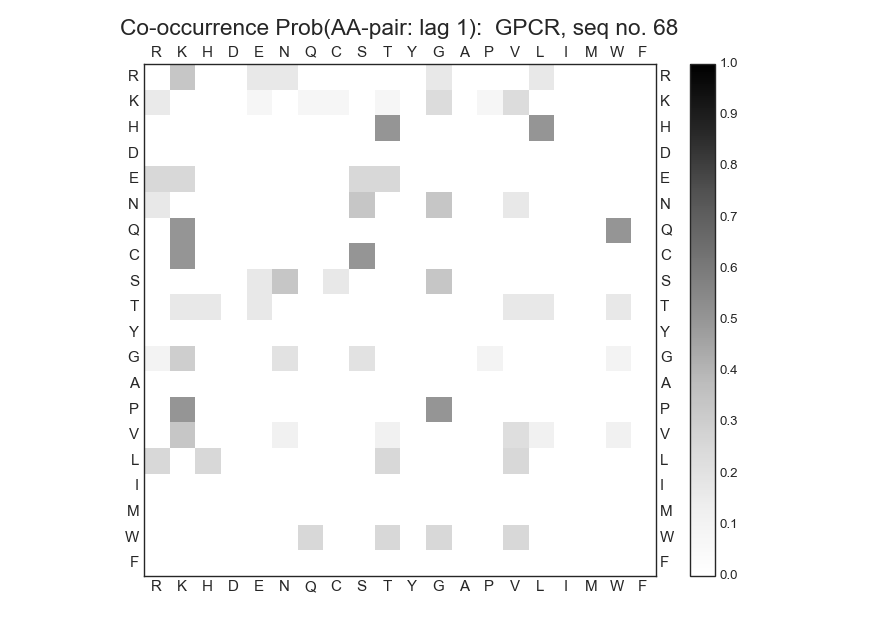 Co-occurrence Prob(AA-pair: lag 1):  GPCR, seq no. 68
R K H D E N Q C S T Y G A P V L I M W F
R R 1.0
K K 0.9
H H
D D 0.8
E E
N N 0.7
Q Q
C C 0.6
S S
T T 0.5
Y Y
G G 0.4
A A
P P 0.3
V V
L L 0.2
I I
M M 0.1
W W
F F 0.0
R K H D E N Q C S T Y G A P V L I M W F